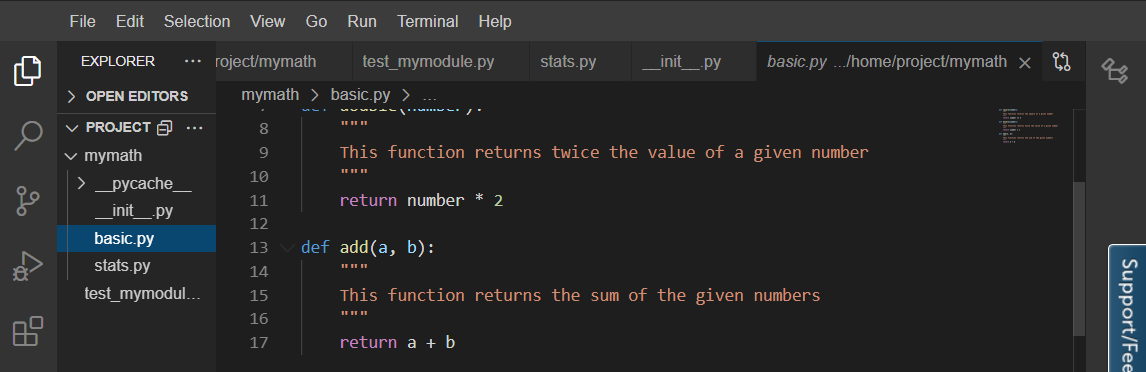 File Edit Selection View Go Run Terminal Help
EXPLORER ...
roject/mymath test_mymodule.py stats.py __init__.py basic.py .../home/project/mymath
OPEN EDITORS
PROJECT ...
mymath
__pycache__
__init__.py
basic.py
stats.py
test_mymodul...
mymath > basic.py > ...
7 def double(number):
8 """
9 This function returns twice the value of a given number
10 """
11 return number * 2
12
13 def add(a, b):
14 """
15 This function returns the sum of the given numbers
16 """
17 return a + b
Support/Fee